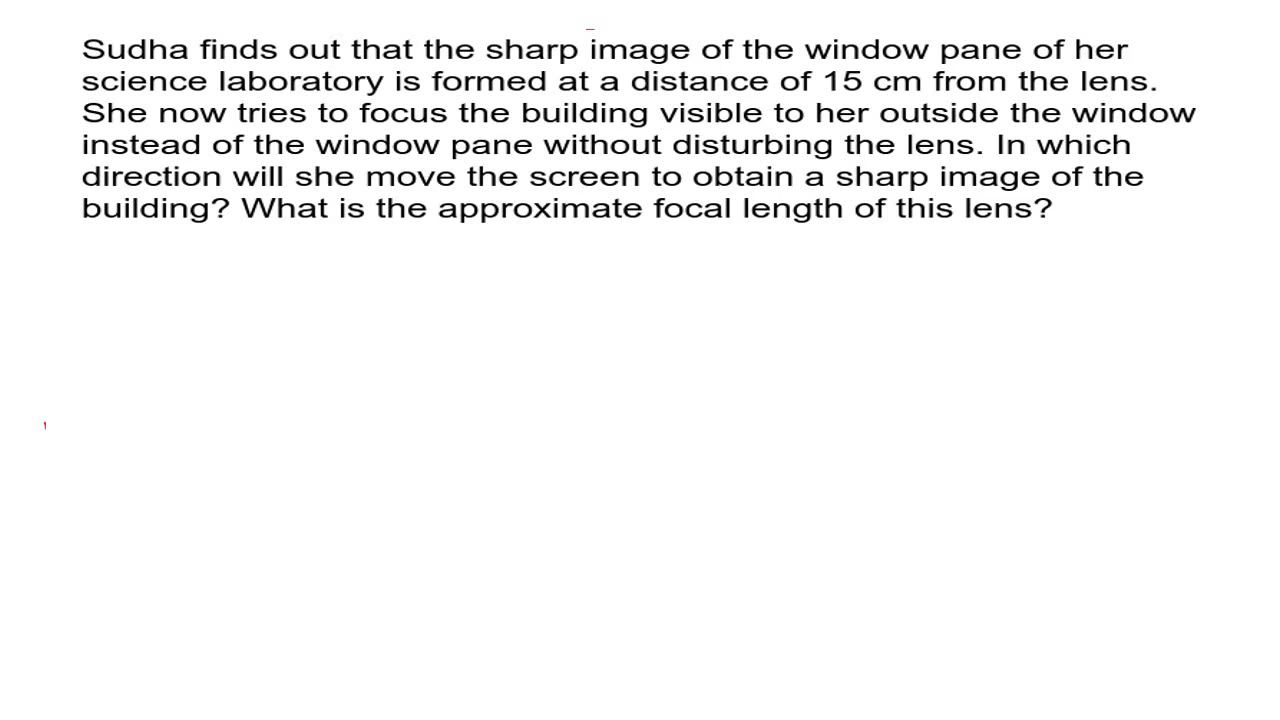 Sudha finds out that the sharp image of the window pane of her
science laboratory is formed at a distance of 15 cm from the lens.
She now tries to focus the building visible to her outside the window
instead of the window pane without disturbing the lens. In which
direction will she move the screen to obtain a sharp image of the
building? What is the approximate focal length of this lens?